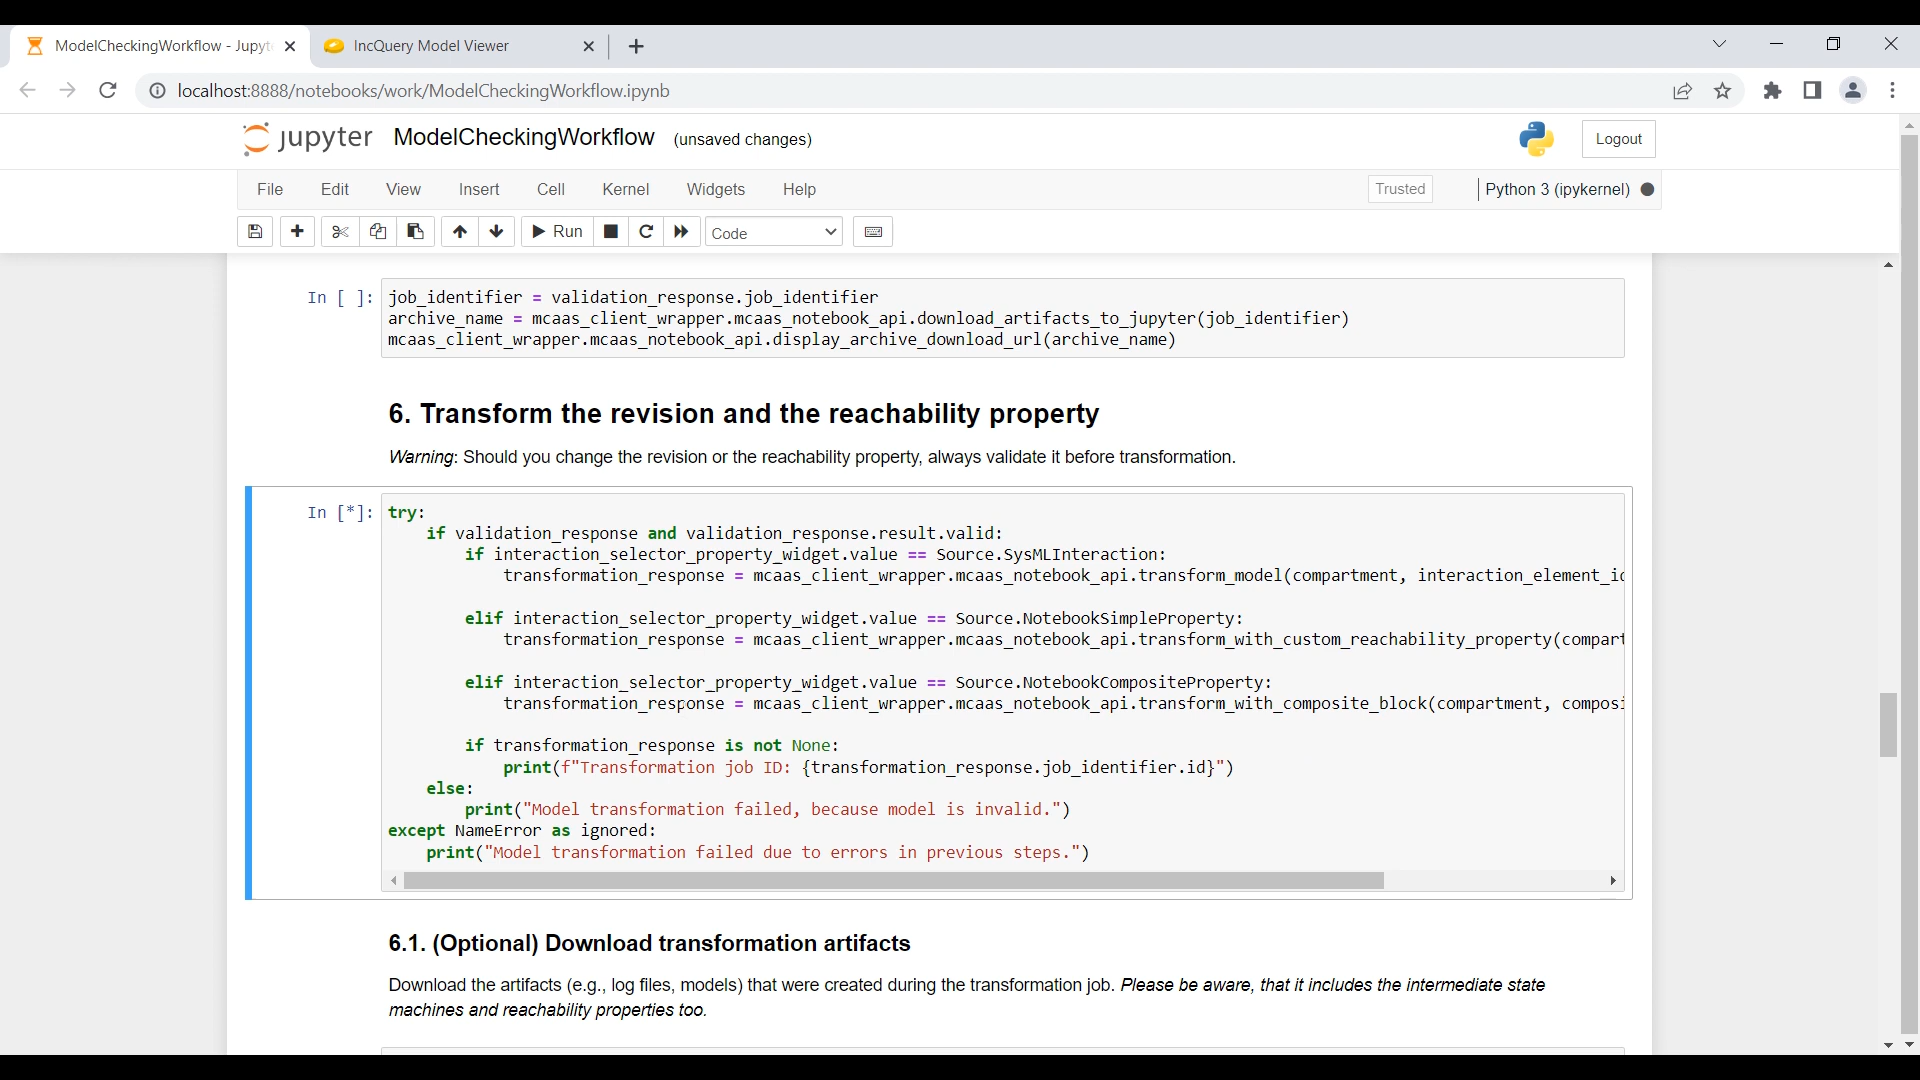 ModelCheckingWorkflow - Jupyt
IncQuery Model Viewer
localhost:8888/notebooks/work/ModelCheckingWorkflow.ipynb
jupyter ModelCheckingWorkflow (unsaved changes)
Logout
File Edit View Insert Cell Kernel Widgets Help
Trusted
Python 3 (ipykernel)
Run
Code
In [ ]: job_identifier = validation_response.job_identifier
archive_name = mcaas_client_wrapper.mcaas_notebook_api.download_artifacts_to_jupyter(job_identifier)
mcaas_client_wrapper.mcaas_notebook_api.display_archive_download_url(archive_name)
6. Transform the revision and the reachability property
Warning: Should you change the revision or the reachability property, always validate it before transformation.
In [*]: try:
if validation_response and validation_response.result.valid:
if interaction_selector_property_widget.value == Source.SysMLInteraction:
transformation_response = mcaas_client_wrapper.mcaas_notebook_api.transform_model(compartment, interaction_element_id
elif interaction_selector_property_widget.value == Source.NotebookSimpleProperty:
transformation_response = mcaas_client_wrapper.mcaas_notebook_api.transform_with_custom_reachability_property(compart
elif interaction_selector_property_widget.value == Source.NotebookCompositeProperty:
transformation_response = mcaas_client_wrapper.mcaas_notebook_api.transform_with_composite_block(compartment, composi
if transformation_response is not None:
print(f"Transformation job ID: {transformation_response.job_identifier.id}")
else:
print("Model transformation failed, because model is invalid.")
except NameError as ignored:
print("Model transformation failed due to errors in previous steps.")
6.1. (Optional) Download transformation artifacts
Download the artifacts (e.g., log files, models) that were created during the transformation job. Please be aware, that it includes the intermediate state
machines and reachability properties too.